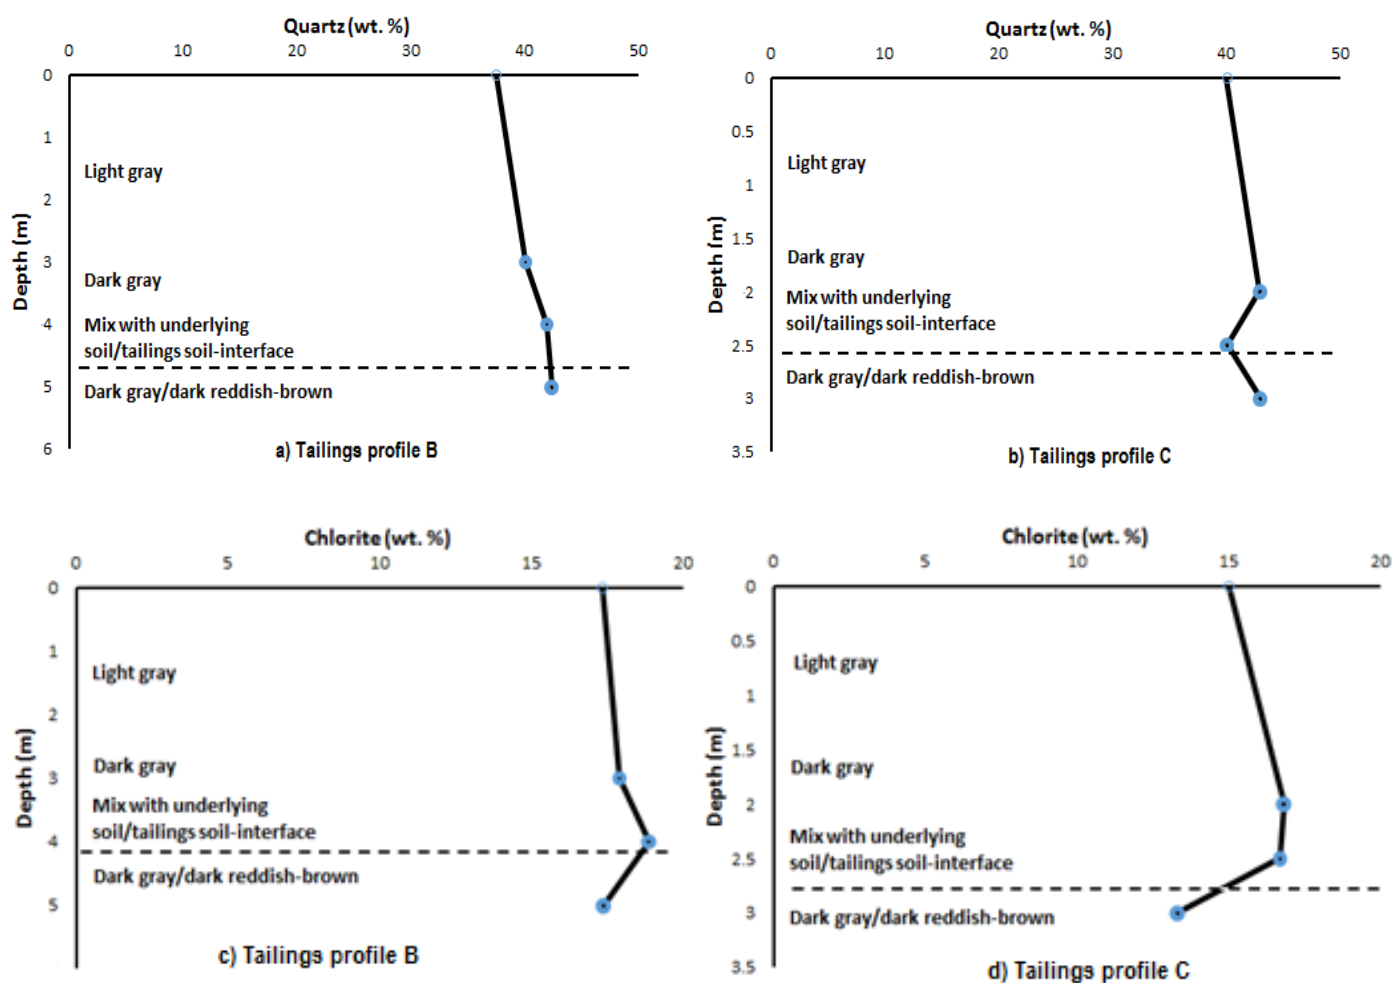 Quartz (wt. %)
0 10 20 30 40 50
0
1
2
3
4
5
6
Depth (m)
Light gray
Dark gray
Mix with underlying
soil/tailings soil-interface
Dark gray/dark reddish-brown
a) Tailings profile B
Quartz (wt. %)
0 10 20 30 40 50
0
0.5
1
1.5
2
2.5
3
3.5
Depth (m)
Light gray
Dark gray
Mix with underlying
soil/tailings soil-interface
Dark gray/dark reddish-brown
b) Tailings profile C
Chlorite (wt. %)
0 5 10 15 20
0
1
2
3
4
5
Depth (m)
Light gray
Dark gray
Mix with underlying
soil/tailings soil-interface
Dark gray/dark reddish-brown
c) Tailings profile B
Chlorite (wt. %)
0 5 10 15 20
0
0.5
1
1.5
2
2.5
3
3.5
Depth (m)
Light gray
Dark gray
Mix with underlying
soil/tailings soil-interface
Dark gray/dark reddish-brown
d) Tailings profile C